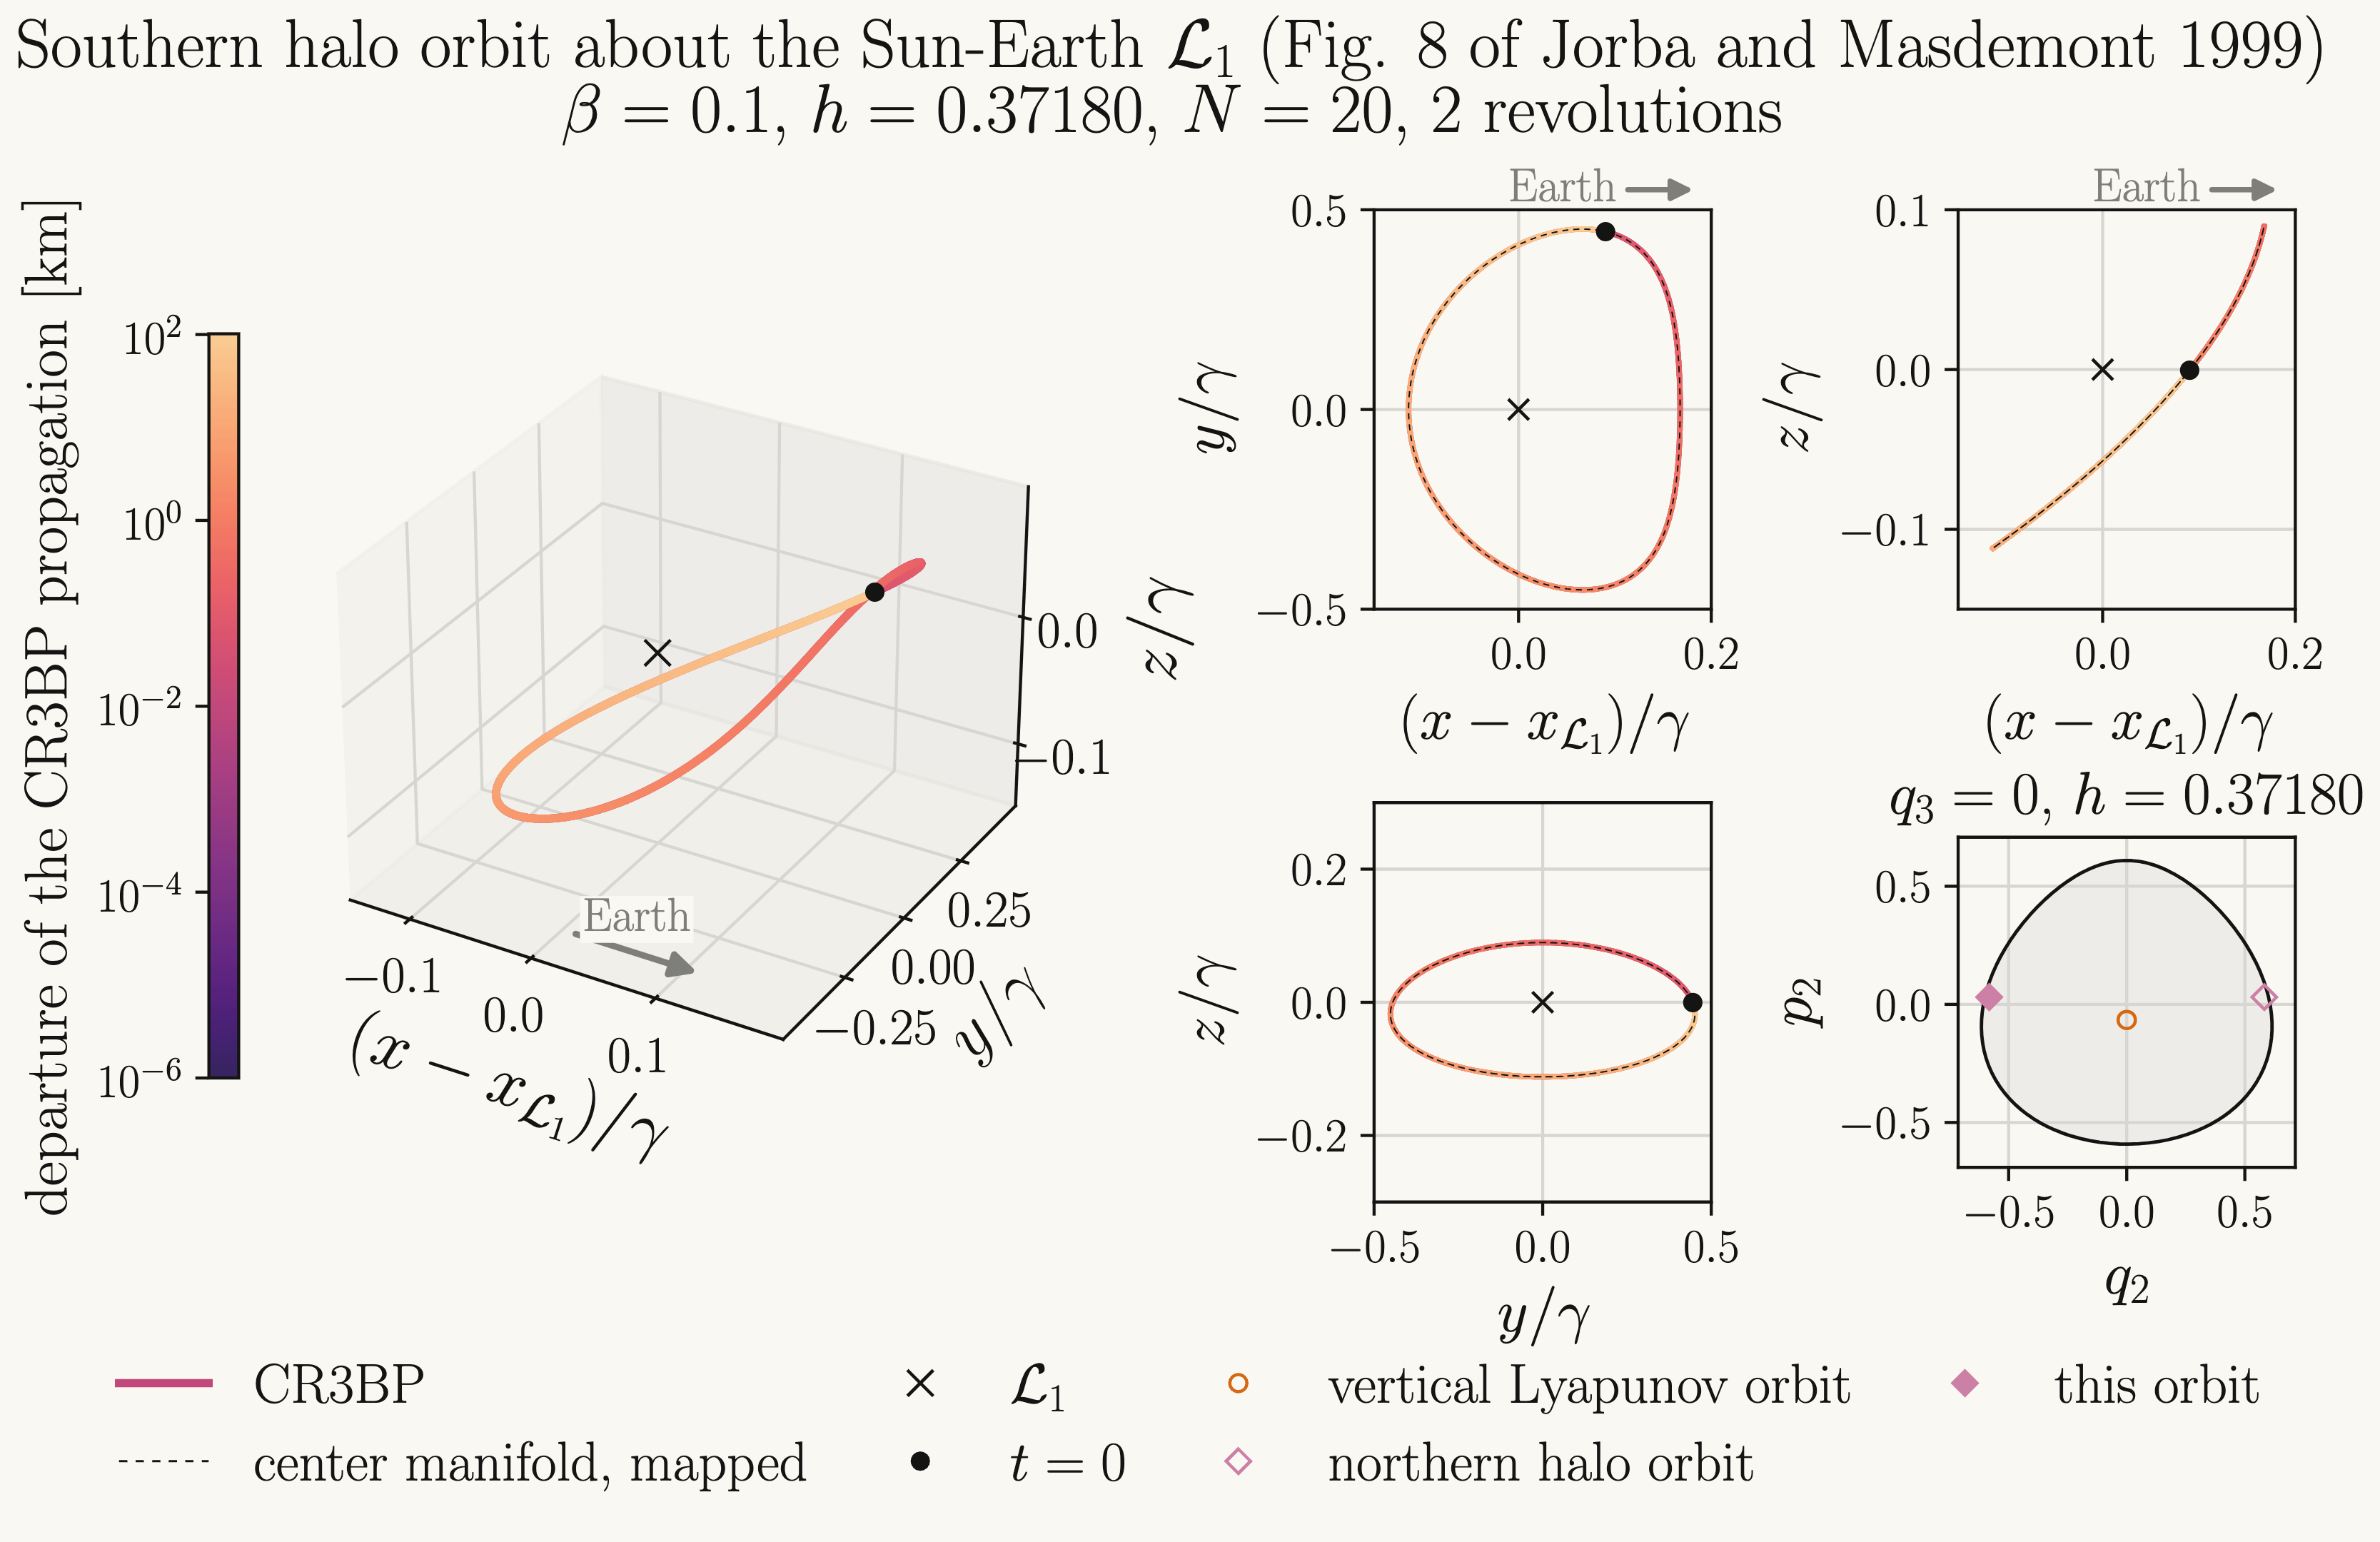 Southern halo orbit about the Sun-Earth 𝓛₁ (Fig. 8 of Jorba and Masdemont 1999)
β = 0.1, h = 0.37180, N = 20, 2 revolutions
departure of the CR3BP propagation [km]
10²
10⁰
10⁻²
10⁻⁴
10⁻⁶
−0.1
0.0
0.1
(x − x𝓛₁)/γ
Earth
−0.25
0.00
0.25
y/γ
0.0
−0.1
z/γ
Earth
0.5
0.0
−0.5
y/γ
0.0
0.2
(x − x𝓛₁)/γ
Earth
0.1
0.0
−0.1
z/γ
0.0
0.2
(x − x𝓛₁)/γ
0.2
0.0
−0.2
z/γ
−0.5
0.0
0.5
y/γ
q₃ = 0, h = 0.37180
0.5
0.0
−0.5
p₂
−0.5
0.0
0.5
q₂
CR3BP
center manifold, mapped
𝓛₁
t = 0
vertical Lyapunov orbit
northern halo orbit
this orbit